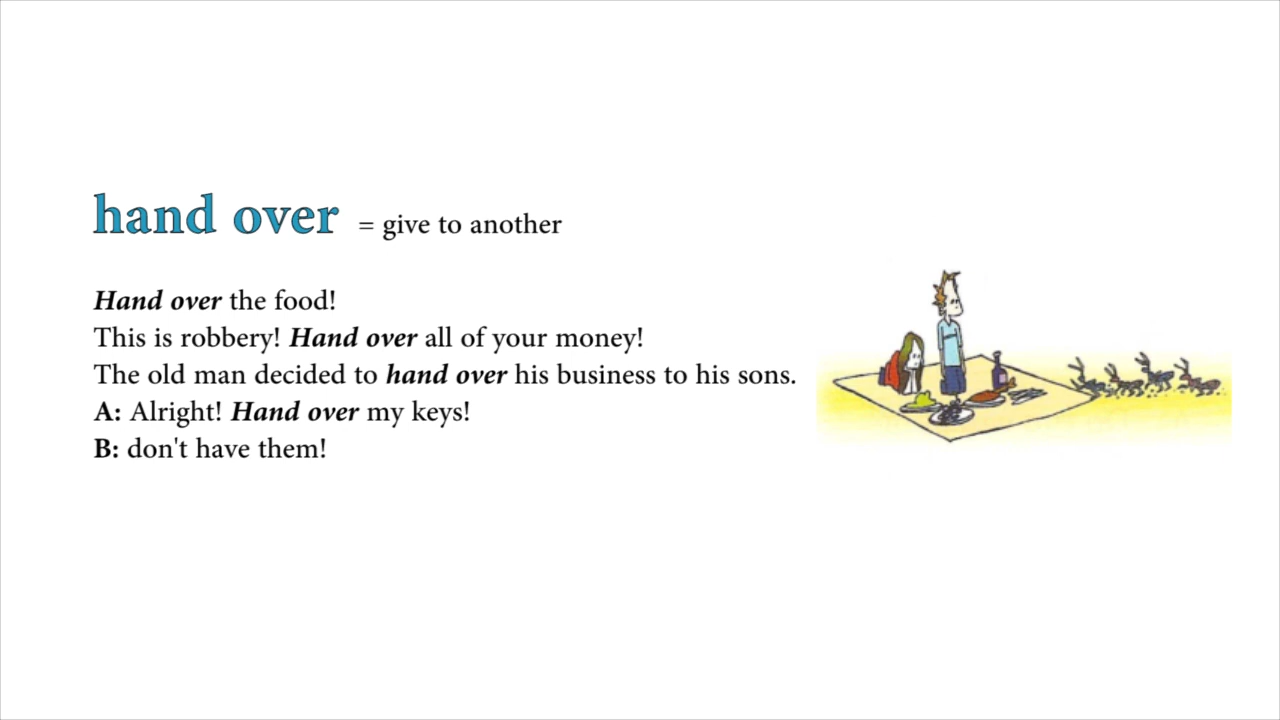 hand over = give to another
Hand over the food!
This is robbery! Hand over all of your money!
The old man decided to hand over his business to his sons.
A: Alright! Hand over my keys!
B: don't have them!